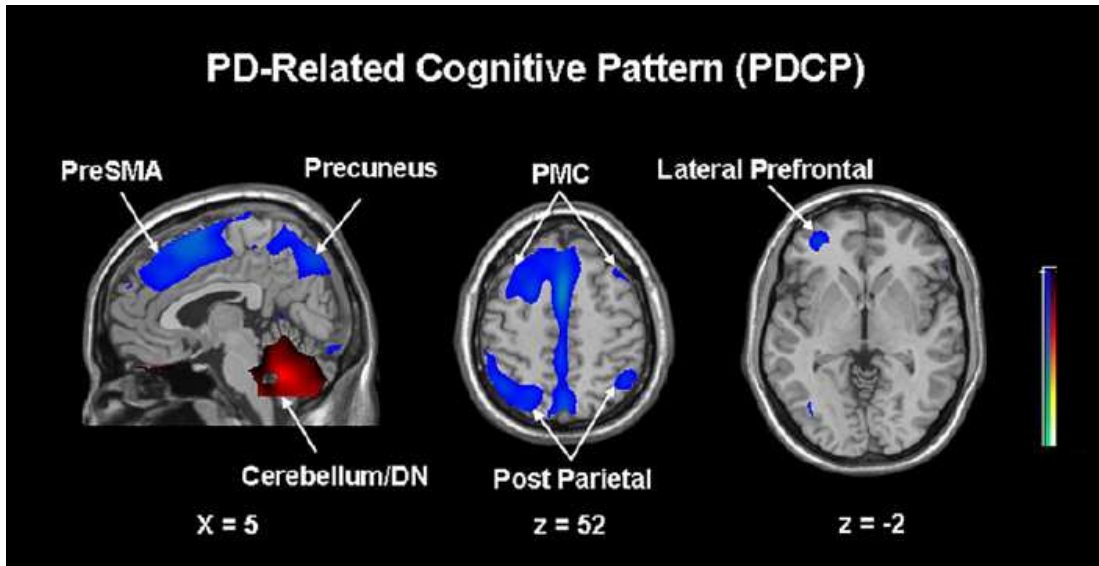 PD-Related Cognitive Pattern (PDCP)
PreSMA
Precuneus
PMC
Lateral Prefrontal
Cerebellum/DN
Post Parietal
X = 5
z = 52
z = -2